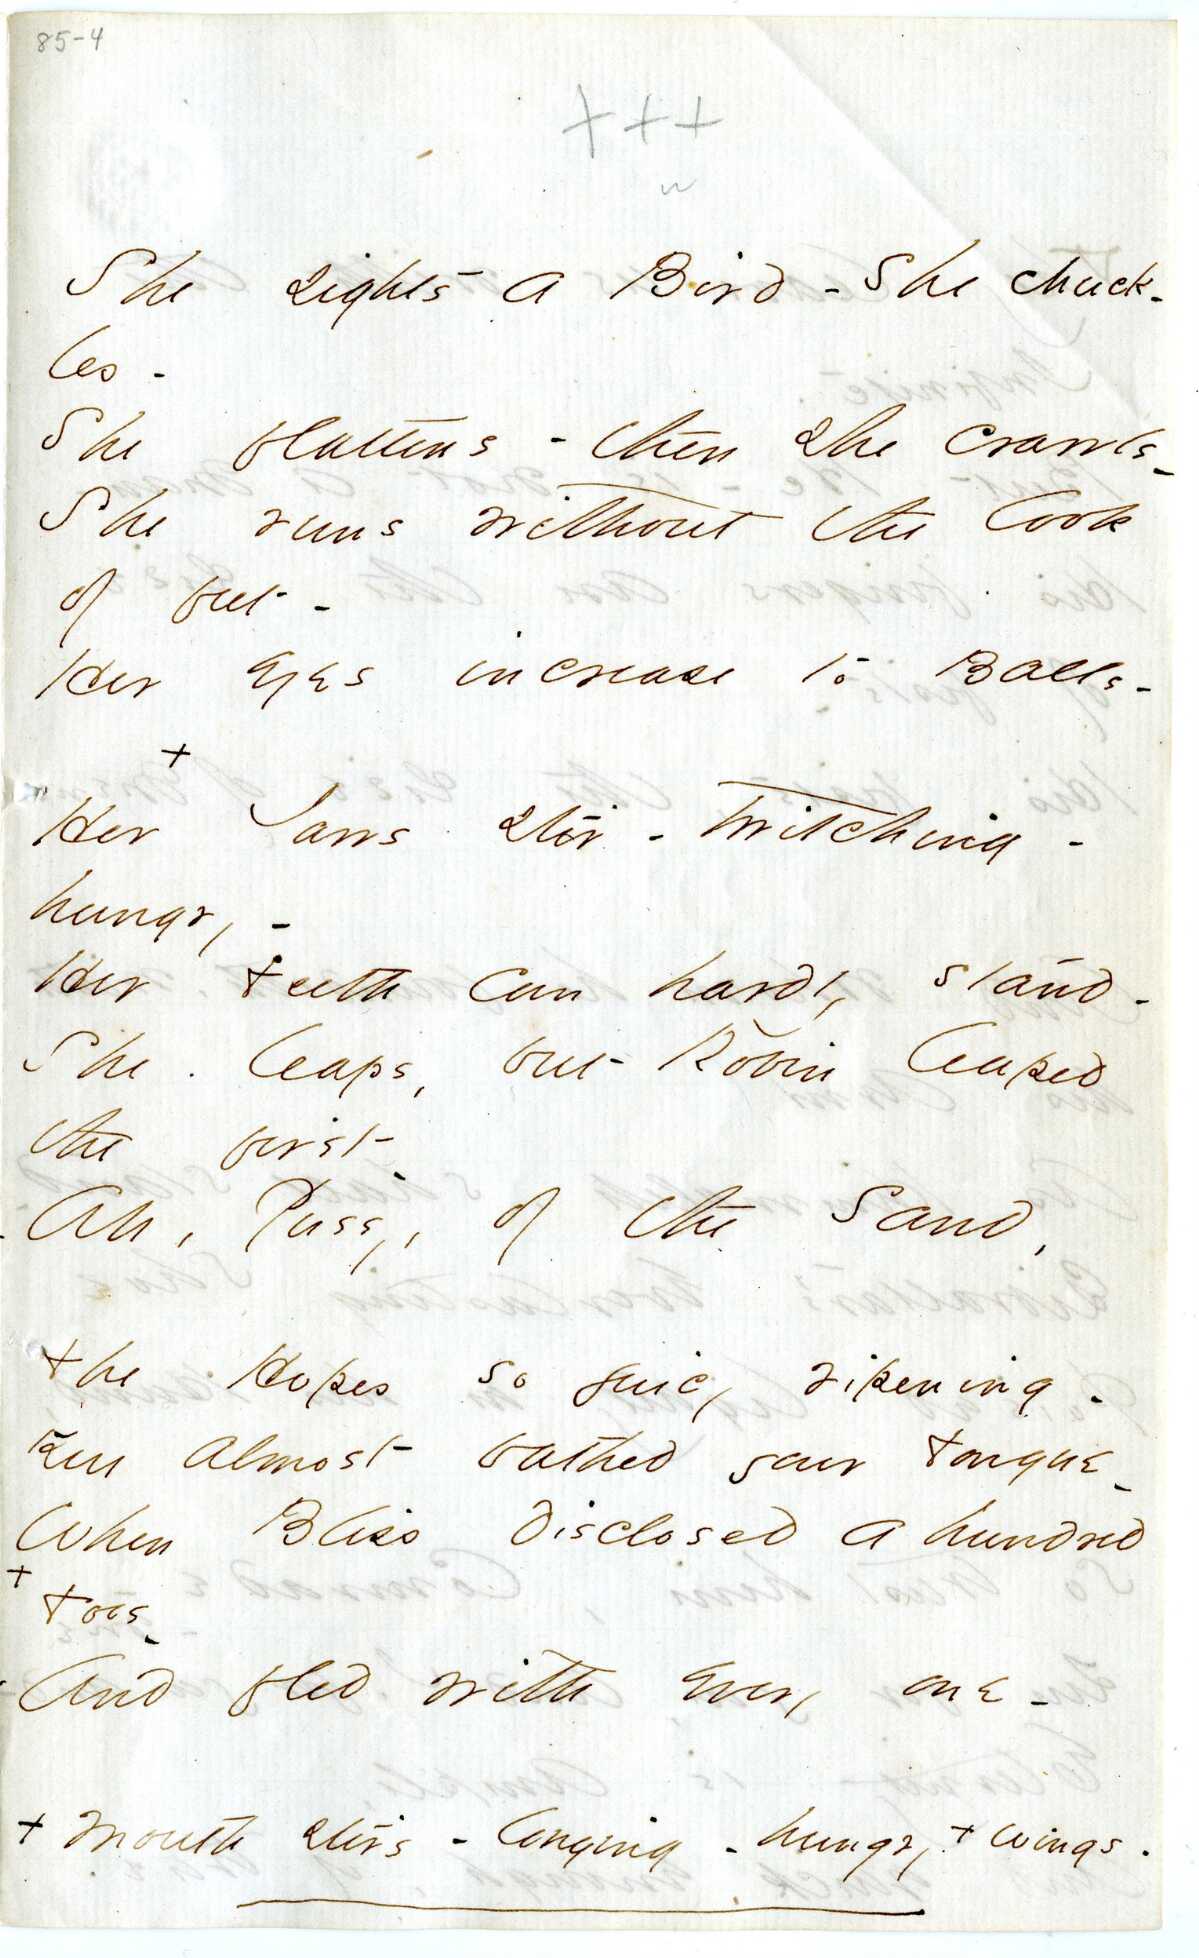 85-4
+++
She sights a Bird - She chuck-
les -
She flattens - then she crawls -
She runs without the look
of feet -
Her Eyes increase to Balls -
+
Her Jaws stir - Twitching -
hungry -
Her Teeth can hardly stand -
She leaps, but Robin leaped
the first
Ah, Pussy, of the Sand,
The Hopes so juicy ripening -
You almost bathed your Tongue -
When Bliss disclosed a hundred
+
Toes -
And fled with Every one -
+ Mouth stirs - longing - hungry + Wings -